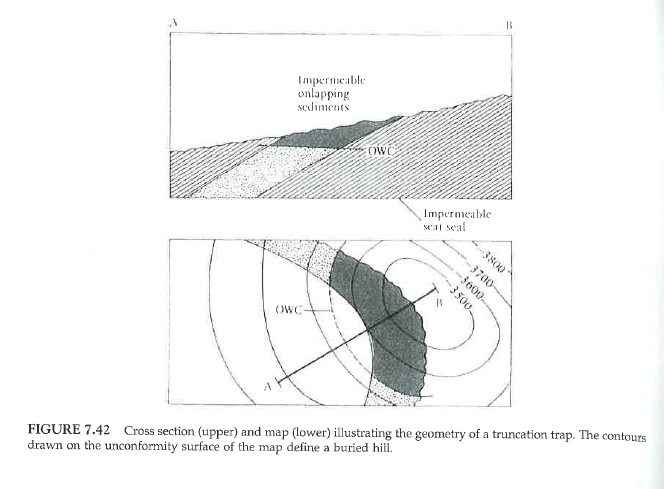 A B
Impermeable
onlapping
sediments
OWC
Impermeable
seat seal
3800
3700
3600
3500
OWC
B
A
FIGURE 7.42 Cross section (upper) and map (lower) illustrating the geometry of a truncation trap. The contours
drawn on the unconformity surface of the map define a buried hill.